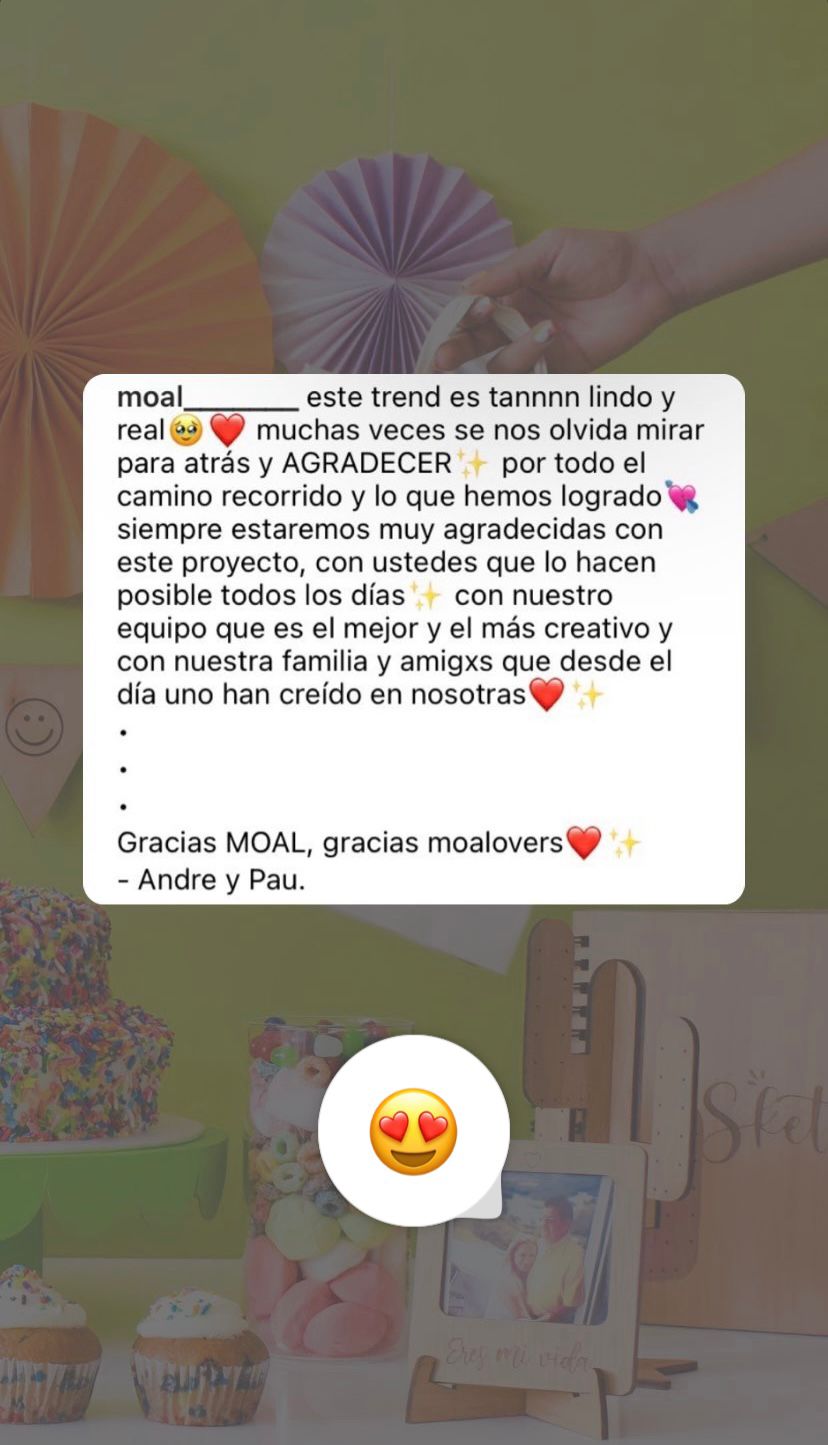 moal________ este trend es tannnn lindo y
real🥹❤️ muchas veces se nos olvida mirar
para atrás y AGRADECER✨ por todo el
camino recorrido y lo que hemos logrado💘
siempre estaremos muy agradecidas con
este proyecto, con ustedes que lo hacen
posible todos los días✨ con nuestro
equipo que es el mejor y el más creativo y
con nuestra familia y amigxs que desde el
día uno han creído en nosotras❤️✨
.
.
.
Gracias MOAL, gracias moalovers❤️✨
- Andre y Pau.
Sket
Eres mi vida